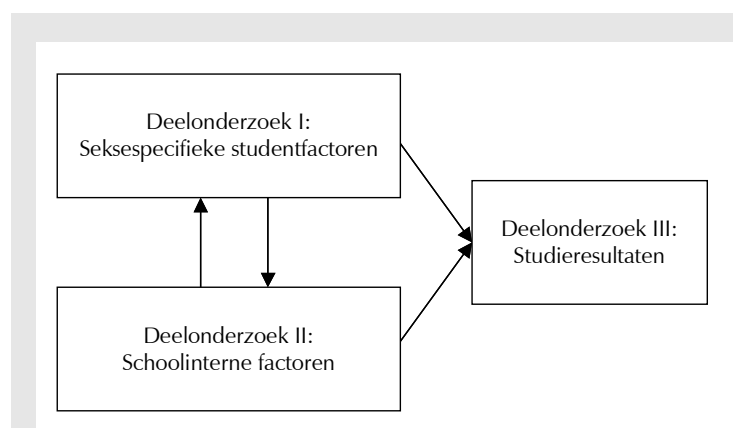 Deelonderzoek I:
Seksespecifieke studentfactoren
Deelonderzoek III:
Studieresultaten
Deelonderzoek II:
Schoolinterne factoren